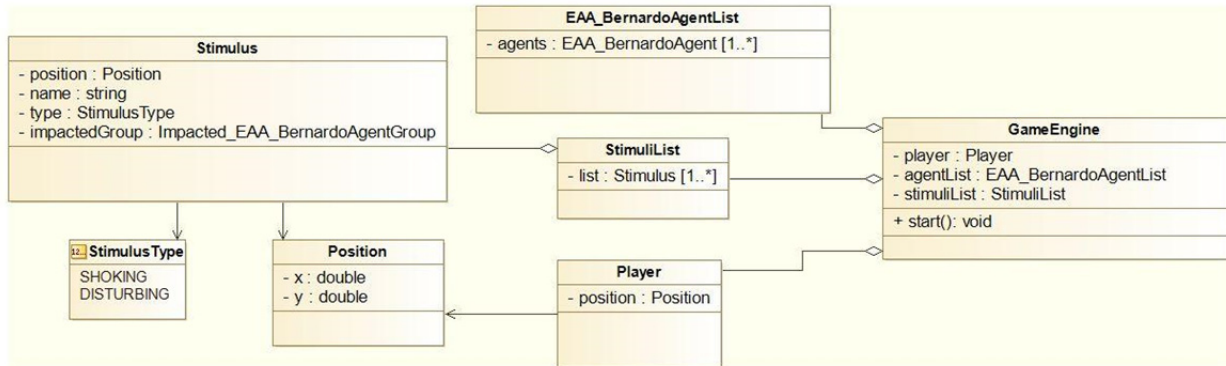 EAA_BernardoAgentList
- agents : EAA_BernardoAgent [1..*]
Stimulus
- position : Position
- name : string
- type : StimulusType
- impactedGroup : Impacted_EAA_BernardoAgentGroup
StimuliList
- list : Stimulus [1..*]
GameEngine
- player : Player
- agentList : EAA_BernardoAgentList
- stimuliList : StimuliList
+ start(): void
12... StimulusType
SHOKING
DISTURBING
Position
- x : double
- y : double
Player
- position : Position